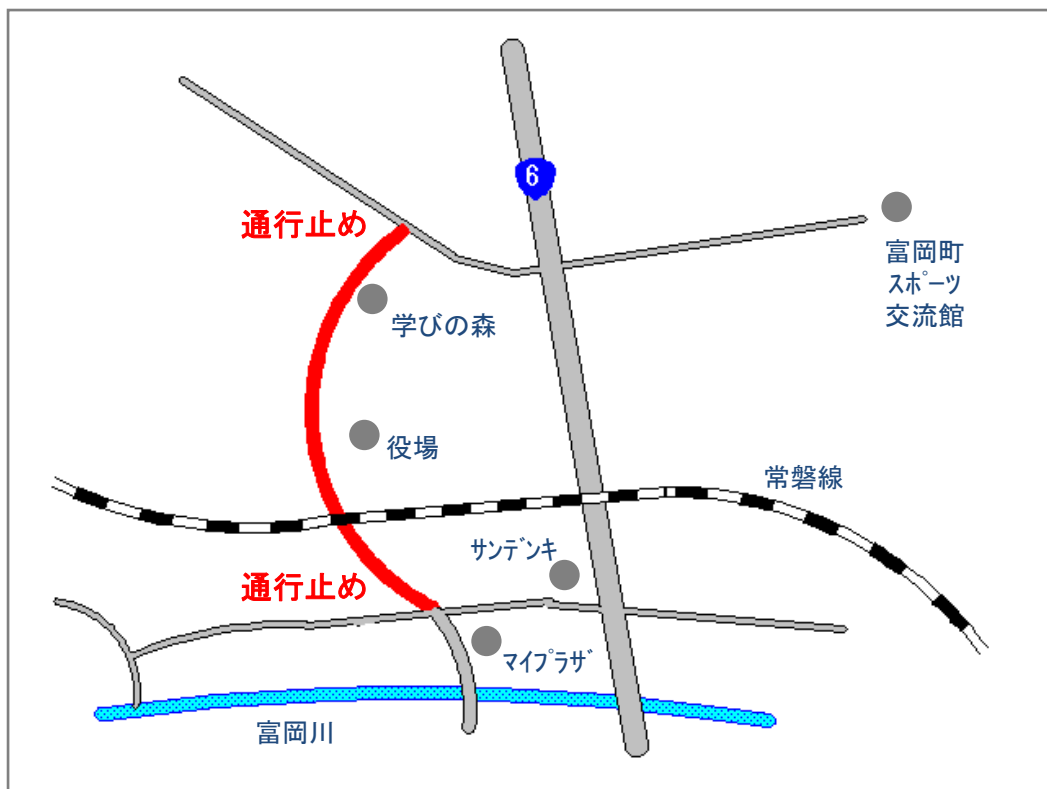 6
通行止め
富岡町
ｽﾎﾟｰﾂ
交流館
学びの森
役場
常磐線
ｻﾝﾃﾞﾝｷ
通行止め
ﾏｲﾌﾟﾗｻﾞ
富岡川